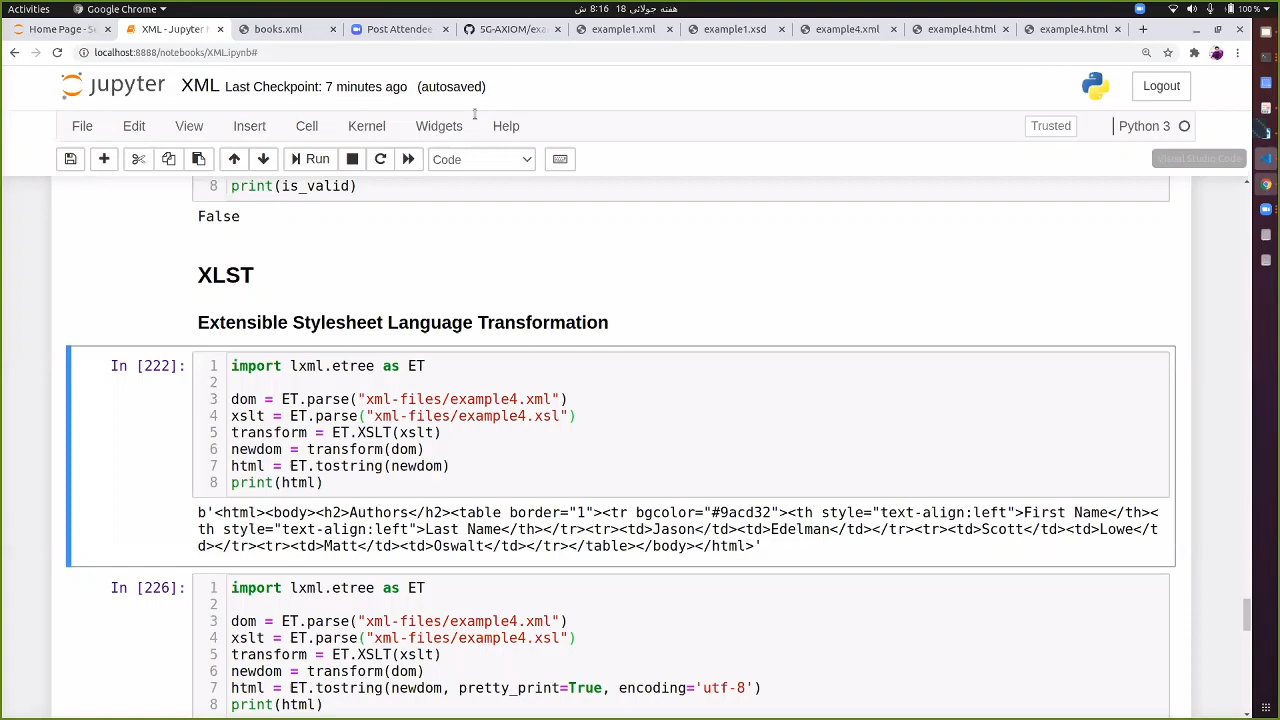 Activities Google Chrome ▾ هفته جولائی 18 8:16 ش 100 %
Home Page - S XML - Jupyter books.xml Post Attendee 5G-AXIOM/exa example1.xml example1.xsd example4.xml example4.html example4.html
localhost:8888/notebooks/XML.ipynb#
jupyter XML Last Checkpoint: 7 minutes ago (autosaved) Logout
File Edit View Insert Cell Kernel Widgets Help Trusted Python 3
Run Code Visual Studio Code
8 print(is_valid)
False
XLST
Extensible Stylesheet Language Transformation
In [222]: 1 import lxml.etree as ET
2
3 dom = ET.parse("xml-files/example4.xml")
4 xslt = ET.parse("xml-files/example4.xsl")
5 transform = ET.XSLT(xslt)
6 newdom = transform(dom)
7 html = ET.tostring(newdom)
8 print(html)
b'<html><body><h2>Authors</h2><table border="1"><tr bgcolor="#9acd32"><th style="text-align:left">First Name</th><
th style="text-align:left">Last Name</th></tr><tr><td>Jason</td><td>Edelman</td></tr><tr><td>Scott</td><td>Lowe</t
d></tr><tr><td>Matt</td><td>Oswalt</td></tr></table></body></html>'
In [226]: 1 import lxml.etree as ET
2
3 dom = ET.parse("xml-files/example4.xml")
4 xslt = ET.parse("xml-files/example4.xsl")
5 transform = ET.XSLT(xslt)
6 newdom = transform(dom)
7 html = ET.tostring(newdom, pretty_print=True, encoding='utf-8')
8 print(html)